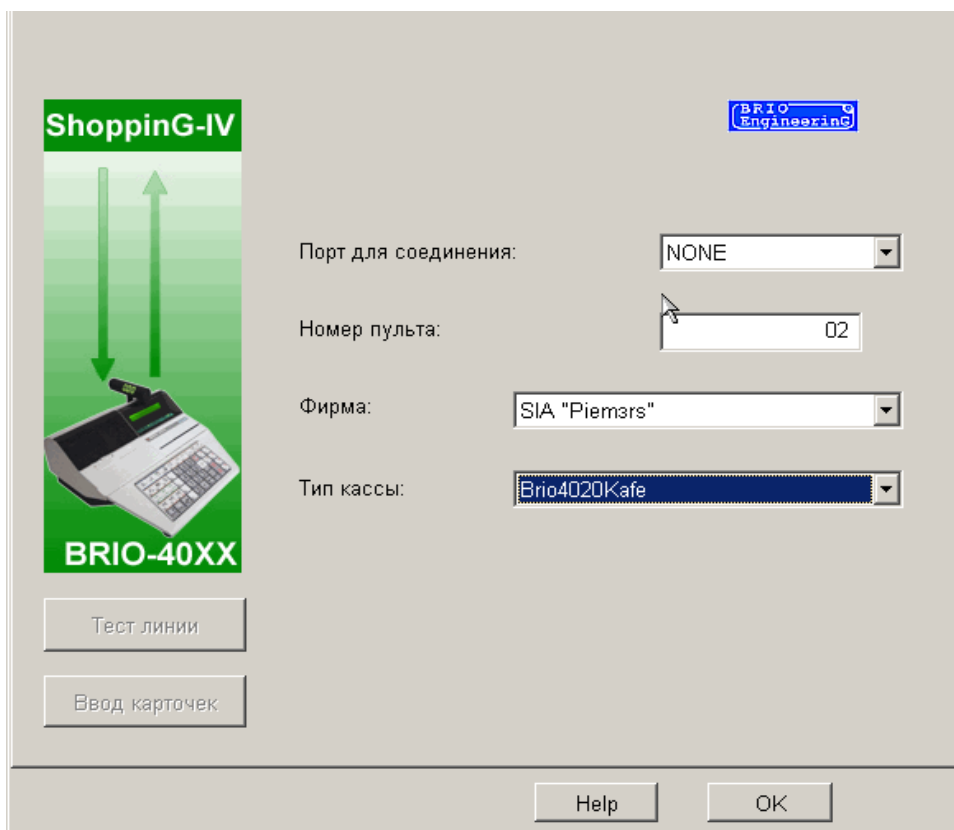 ShoppinG-IV
BRIO
EngineerinG
Порт для соединения:
NONE
Номер пульта:
02
Фирма:
SIA "Piemзrs"
Тип кассы:
Brio4020Kafe
BRIO-40XX
Тест линии
Ввод карточек
Help
OK